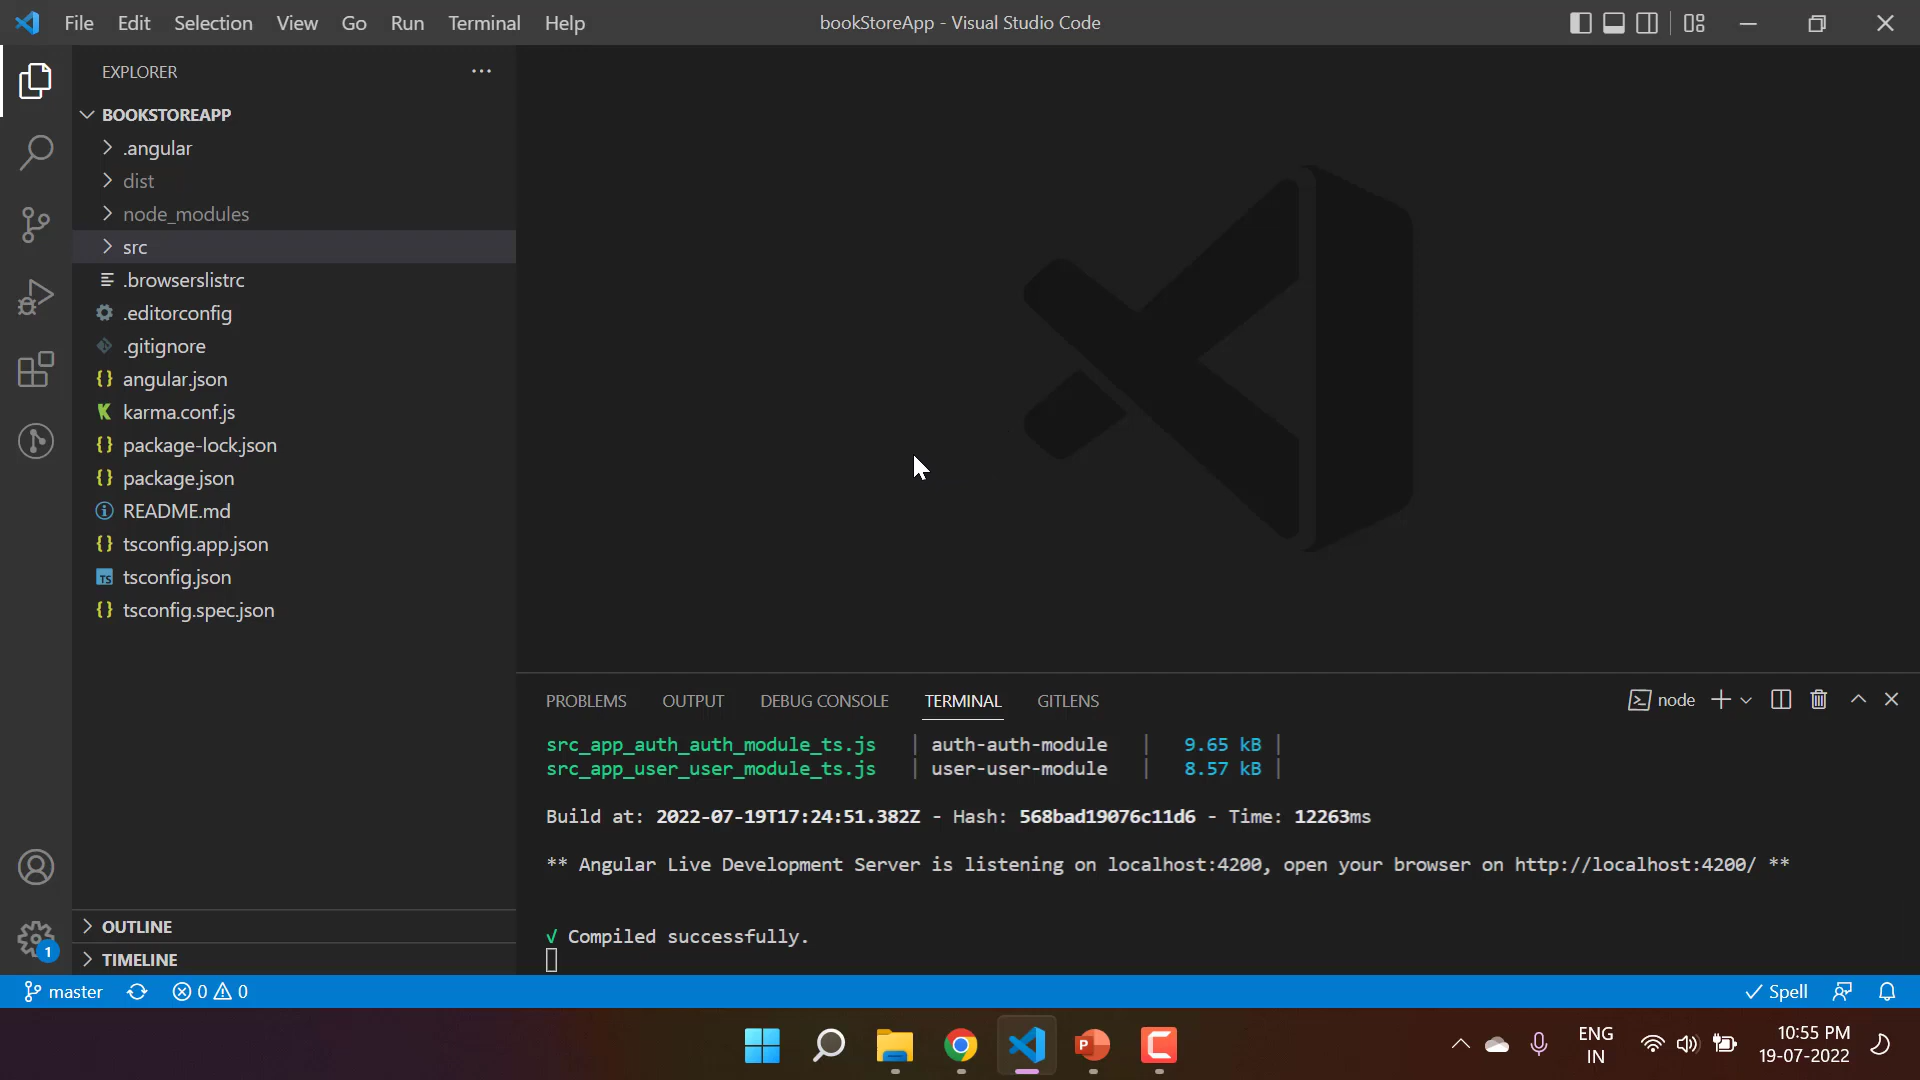 File Edit Selection View Go Run Terminal Help
bookStoreApp - Visual Studio Code
EXPLORER
BOOKSTOREAPP
.angular
dist
node_modules
src
.browserslistrc
.editorconfig
.gitignore
angular.json
karma.conf.js
package-lock.json
package.json
README.md
tsconfig.app.json
TS tsconfig.json
tsconfig.spec.json
OUTLINE
TIMELINE
PROBLEMS OUTPUT DEBUG CONSOLE TERMINAL GITLENS
node
src_app_auth_auth_module_ts.js | auth-auth-module | 9.65 kB |
src_app_user_user_module_ts.js | user-user-module | 8.57 kB |
Build at: 2022-07-19T17:24:51.382Z - Hash: 568bad19076c11d6 - Time: 12263ms
** Angular Live Development Server is listening on localhost:4200, open your browser on http://localhost:4200/ **
√ Compiled successfully.
1
master 0 0
Spell
ENG
IN
10:55 PM
19-07-2022